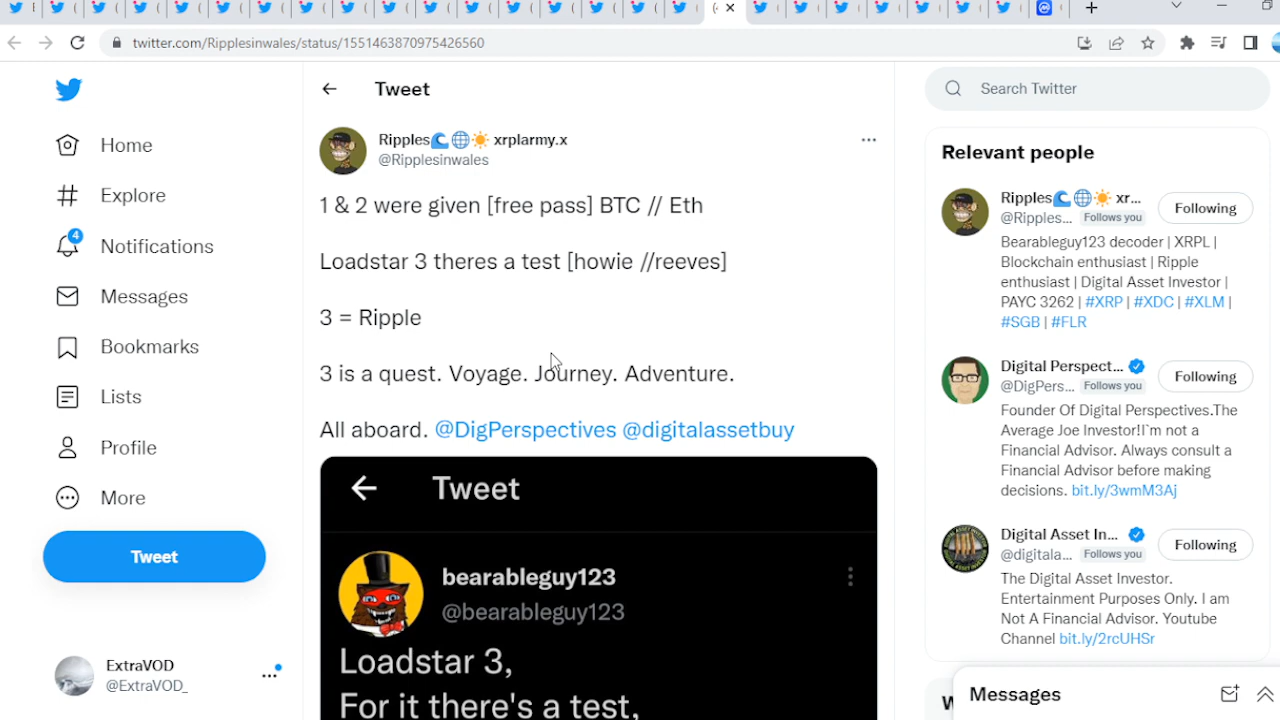 twitter.com/Ripplesinwales/status/1551463870975426560
Tweet
Search Twitter
Home
Explore
4
Notifications
Messages
Bookmarks
Lists
Profile
More
Tweet
ExtraVOD
@ExtraVOD_
Ripples🌊🌐☀️ xrplarmy.x
@Ripplesinwales
1 & 2 were given [free pass] BTC // Eth
Loadstar 3 theres a test [howie //reeves]
3 = Ripple
3 is a quest. Voyage. Journey. Adventure.
All aboard. @DigPerspectives @digitalassetbuy
Tweet
bearableguy123
@bearableguy123
Loadstar 3,
For it there's a test,
Relevant people
Ripples🌊🌐☀️ xr...
@Ripples... Follows you
Following
Bearableguy123 decoder | XRPL |
Blockchain enthusiast | Ripple
enthusiast | Digital Asset Investor |
PAYC 3262 | #XRP | #XDC | #XLM |
#SGB | #FLR
Digital Perspect...
@DigPers... Follows you
Following
Founder Of Digital Perspectives.The
Average Joe Investor!I`m not a
Financial Advisor. Always consult a
Financial Advisor before making
decisions. bit.ly/3wmM3Aj
Digital Asset In...
@digitala... Follows you
Following
The Digital Asset Investor.
Entertainment Purposes Only. I am
Not A Financial Advisor. Youtube
Channel bit.ly/2rcUHSr
Messages